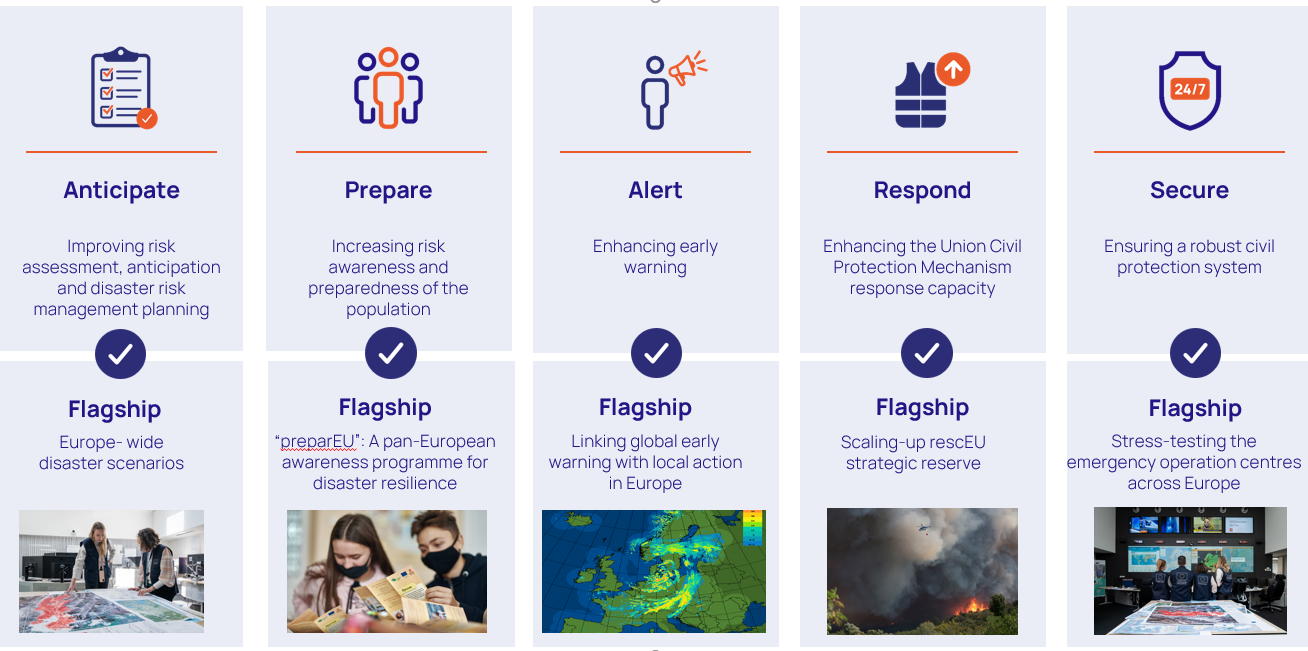 Anticipate
Improving risk
assessment, anticipation
and disaster risk
management planning
Prepare
Increasing risk
awareness and
preparedness of the
population
Alert
Enhancing early
warning
Respond
Enhancing the Union Civil
Protection Mechanism
response capacity
24/7
Secure
Ensuring a robust civil
protection system
Flagship
Europe- wide
disaster scenarios
Flagship
“preparEU”: A pan-European
awareness programme for
disaster resilience
Flagship
Linking global early
warning with local action
in Europe
Flagship
Scaling-up rescEU
strategic reserve
Flagship
Stress-testing the
emergency operation centres
across Europe